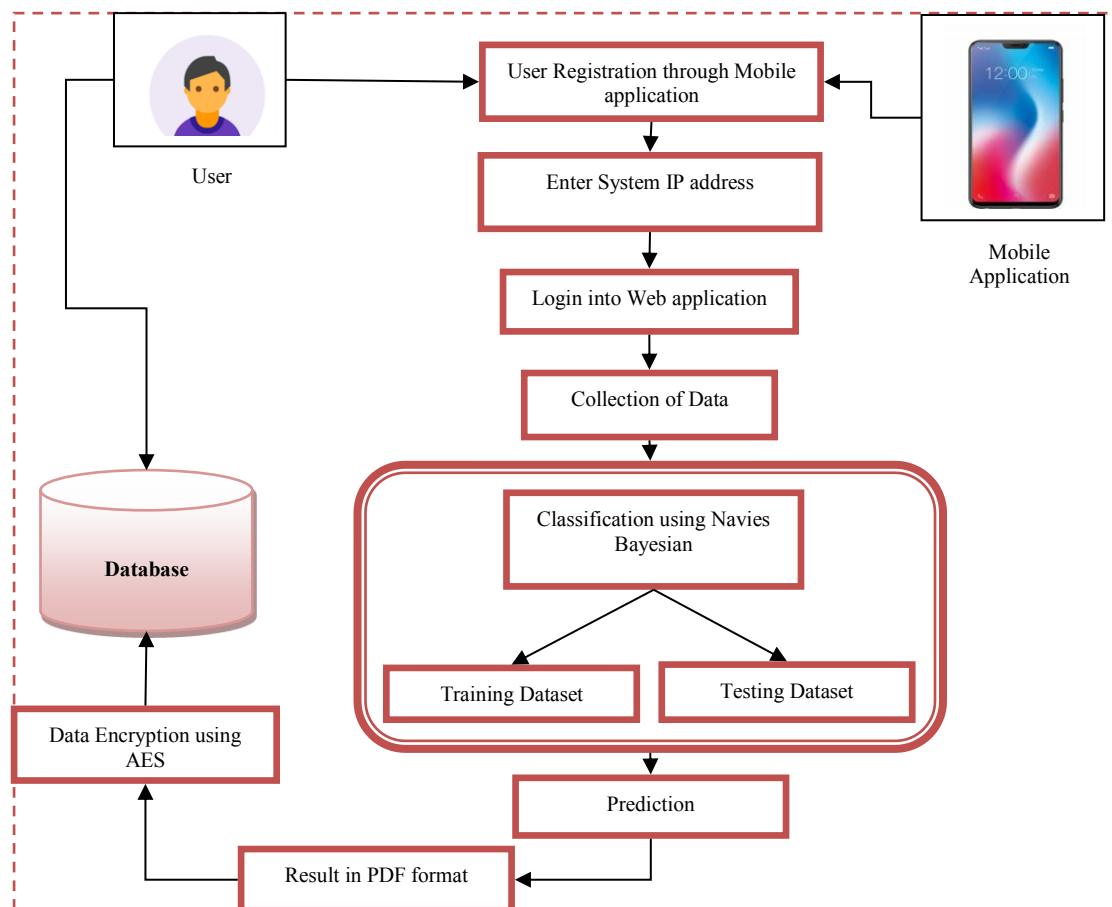 User Registration through Mobile
application
12:00
User
Enter System IP address
Mobile
Application
Login into Web application
Collection of Data
Classification using Navies
Bayesian
Database
Training Dataset
Testing Dataset
Data Encryption using
AES
Prediction
Result in PDF format